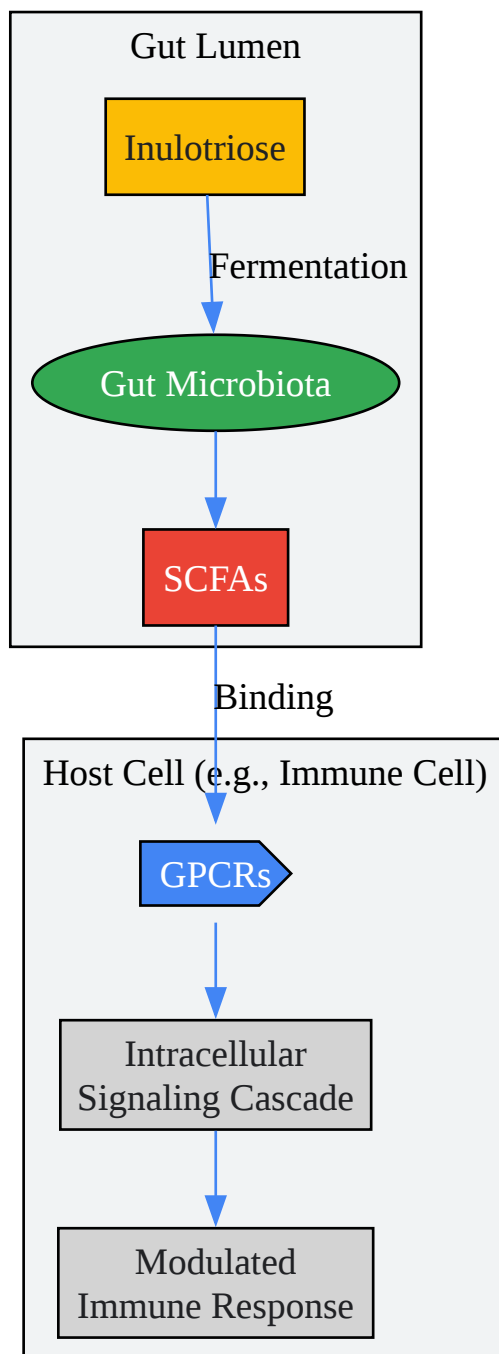 Gut Lumen
Inulotriose
Fermentation
Gut Microbiota
SCFAs
Binding
Host Cell (e.g., Immune Cell)
GPCRs
Intracellular
Signaling Cascade
Modulated
Immune Response